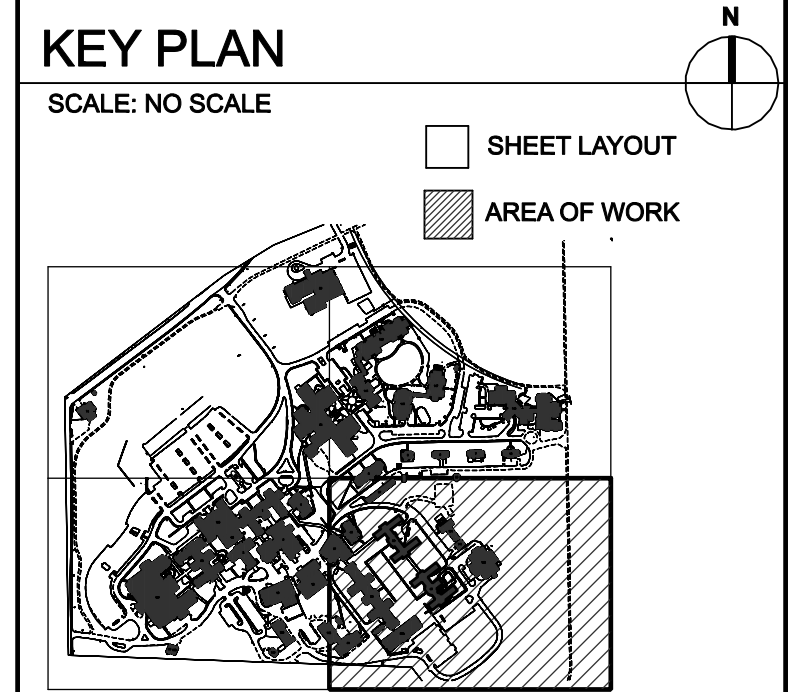 N
KEY PLAN
SCALE: NO SCALE
SHEET LAYOUT
AREA OF WORK